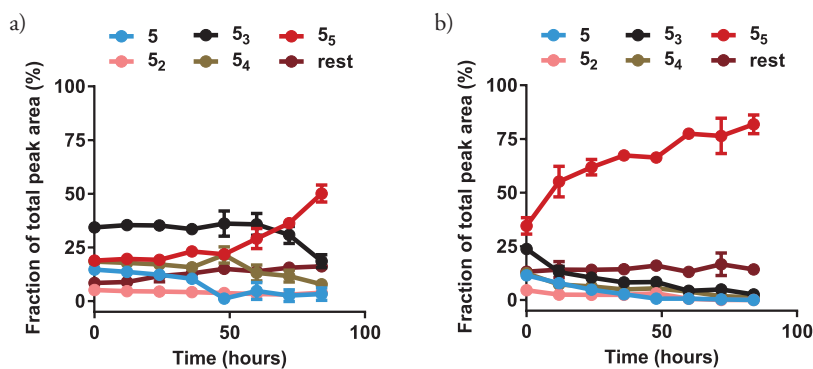 a)
5 5₃ 5₅
5₂ 5₄ rest
Fraction of total peak area (%)
100
75
50
25
0
0 50 100
Time (hours)
b)
5 5₃ 5₅
5₂ 5₄ rest
Fraction of total peak area (%)
100
75
50
25
0
0 50 100
Time (hours)